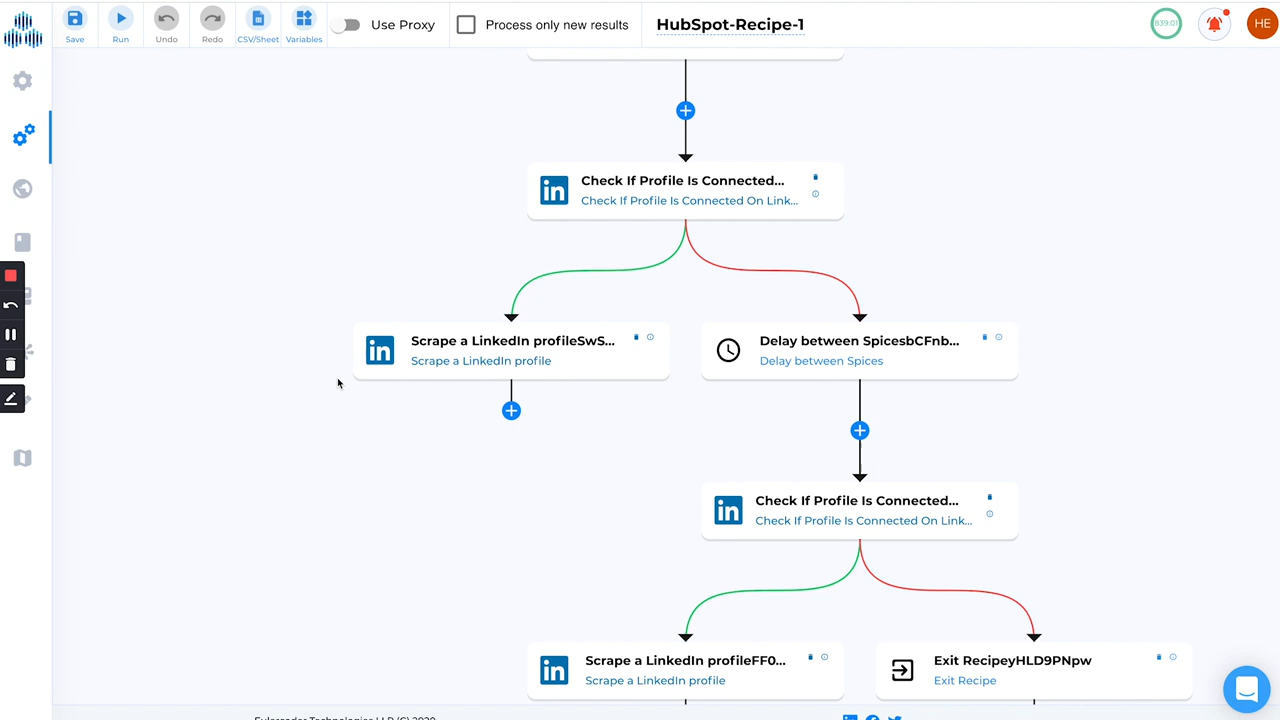 Save
Run
Undo
Redo
CSV/Sheet
Variables
Use Proxy
Process only new results
HubSpot-Recipe-1
839:01
HE
Check If Profile Is Connected...
Check If Profile Is Connected On Link...
Scrape a LinkedIn profileSwS...
Scrape a LinkedIn profile
Delay between SpicesbCFnb...
Delay between Spices
Check If Profile Is Connected...
Check If Profile Is Connected On Link...
Scrape a LinkedIn profileFF0...
Scrape a LinkedIn profile
Exit RecipeyHLD9PNpw
Exit Recipe